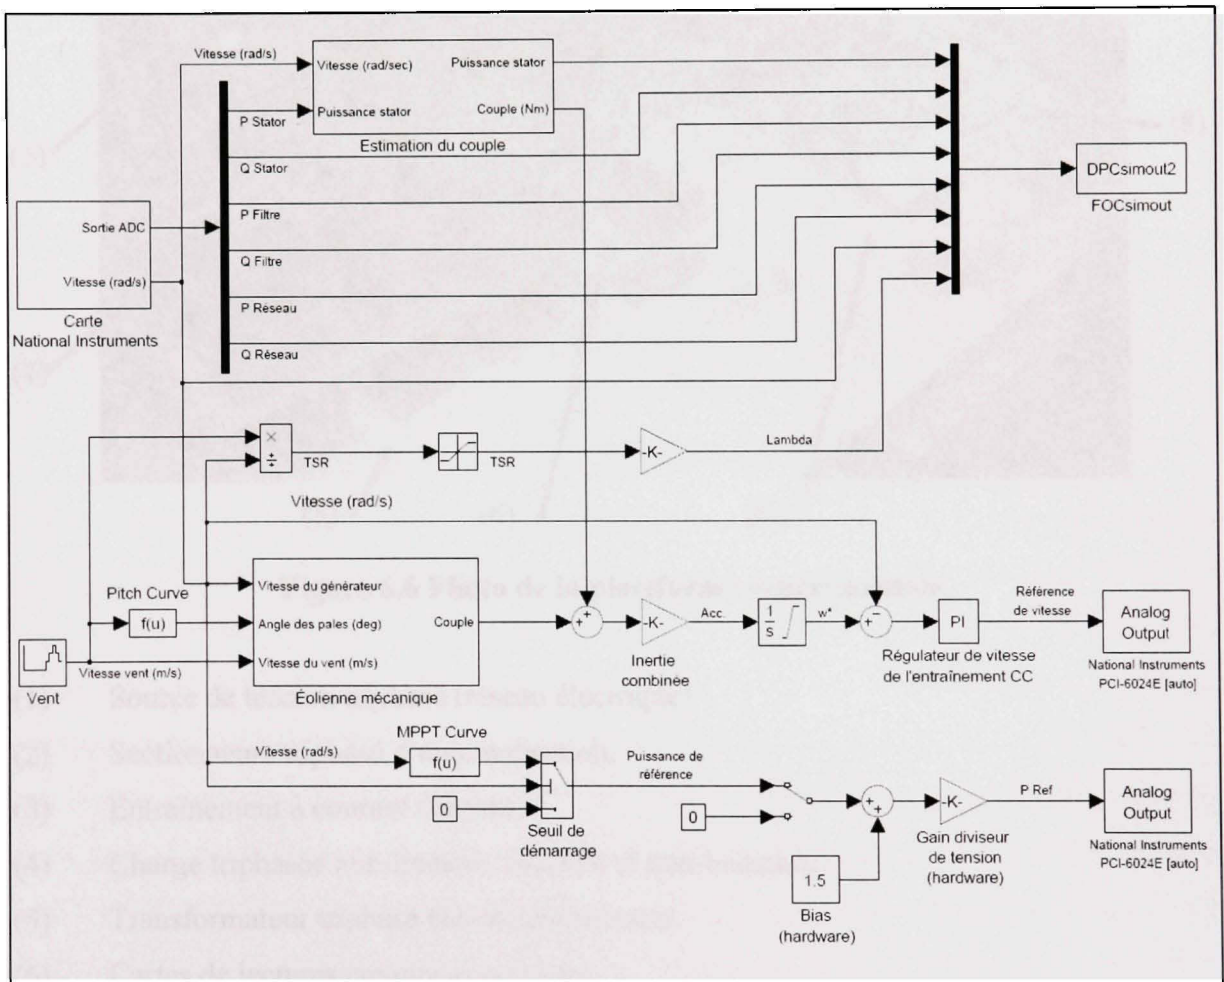 Vitesse (rad/s)
Vitesse (rad/sec)
Puissance stator
Puissance stator
Couple (Nm)
Estimation du couple
P Stator
Q Stator
P Filtre
Q Filtre
P Réseau
Q Réseau
Sortie ADC
Vitesse (rad/s)
Carte
National Instruments
DPCsimout2
FOCsimout
×
÷
TSR
TSR
-K-
Lambda
Vitesse (rad/s)
Pitch Curve
f(u)
Vent
Vitesse vent (m/s)
Vitesse du générateur
Angle des pales (deg)
Vitesse du vent (m/s)
Couple
Éolienne mécanique
+
+
-K-
Acc.
Inertie
combinée
1
s
w*
+
−
PI
Régulateur de vitesse
de l'entraînement CC
Référence
de vitesse
Analog
Output
National Instruments
PCI-6024E [auto]
Vitesse (rad/s)
MPPT Curve
f(u)
0
Seuil de
démarrage
Puissance de
référence
0
+
+
1.5
Bias
(hardware)
-K-
Gain diviseur
de tension
(hardware)
P Ref
Analog
Output
National Instruments
PCI-6024E [auto]